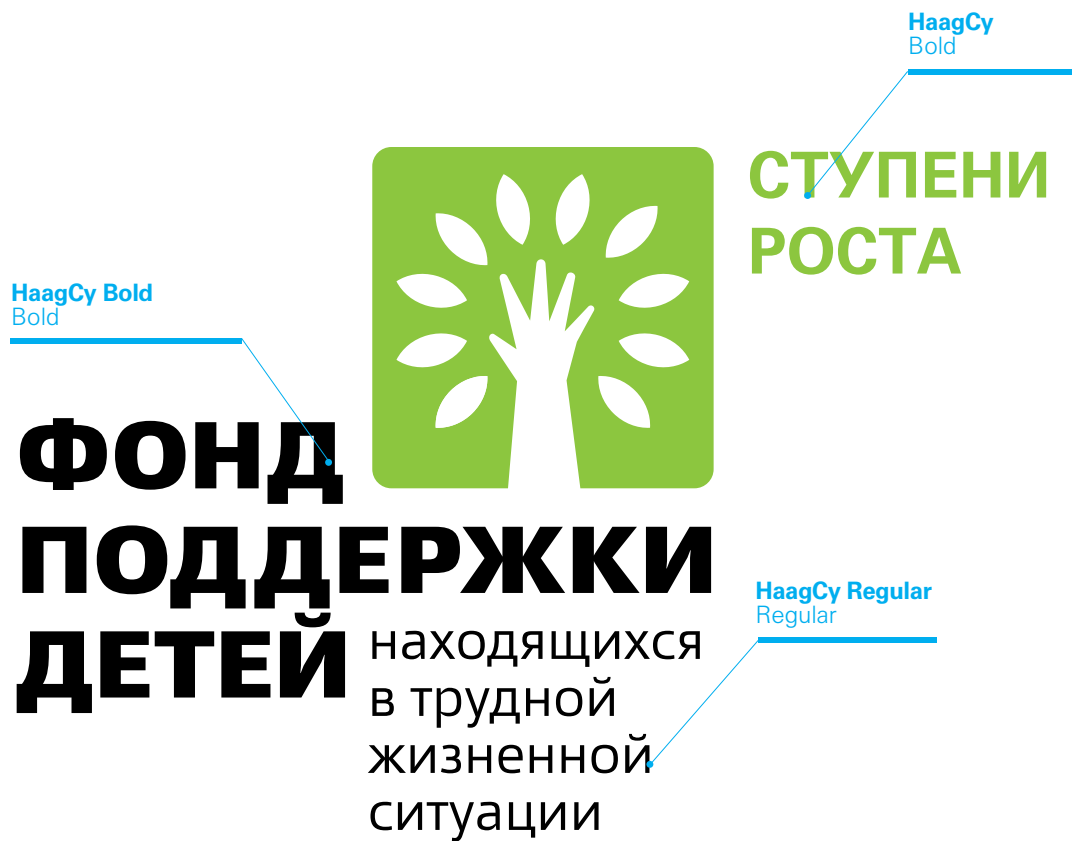 HaagCy
Bold
СТУПЕНИ
РОСТА
HaagCy Bold
Bold
ФОНД
ПОДДЕРЖКИ
ДЕТЕЙ
находящихся
в трудной
жизненной
ситуации
HaagCy Regular
Regular